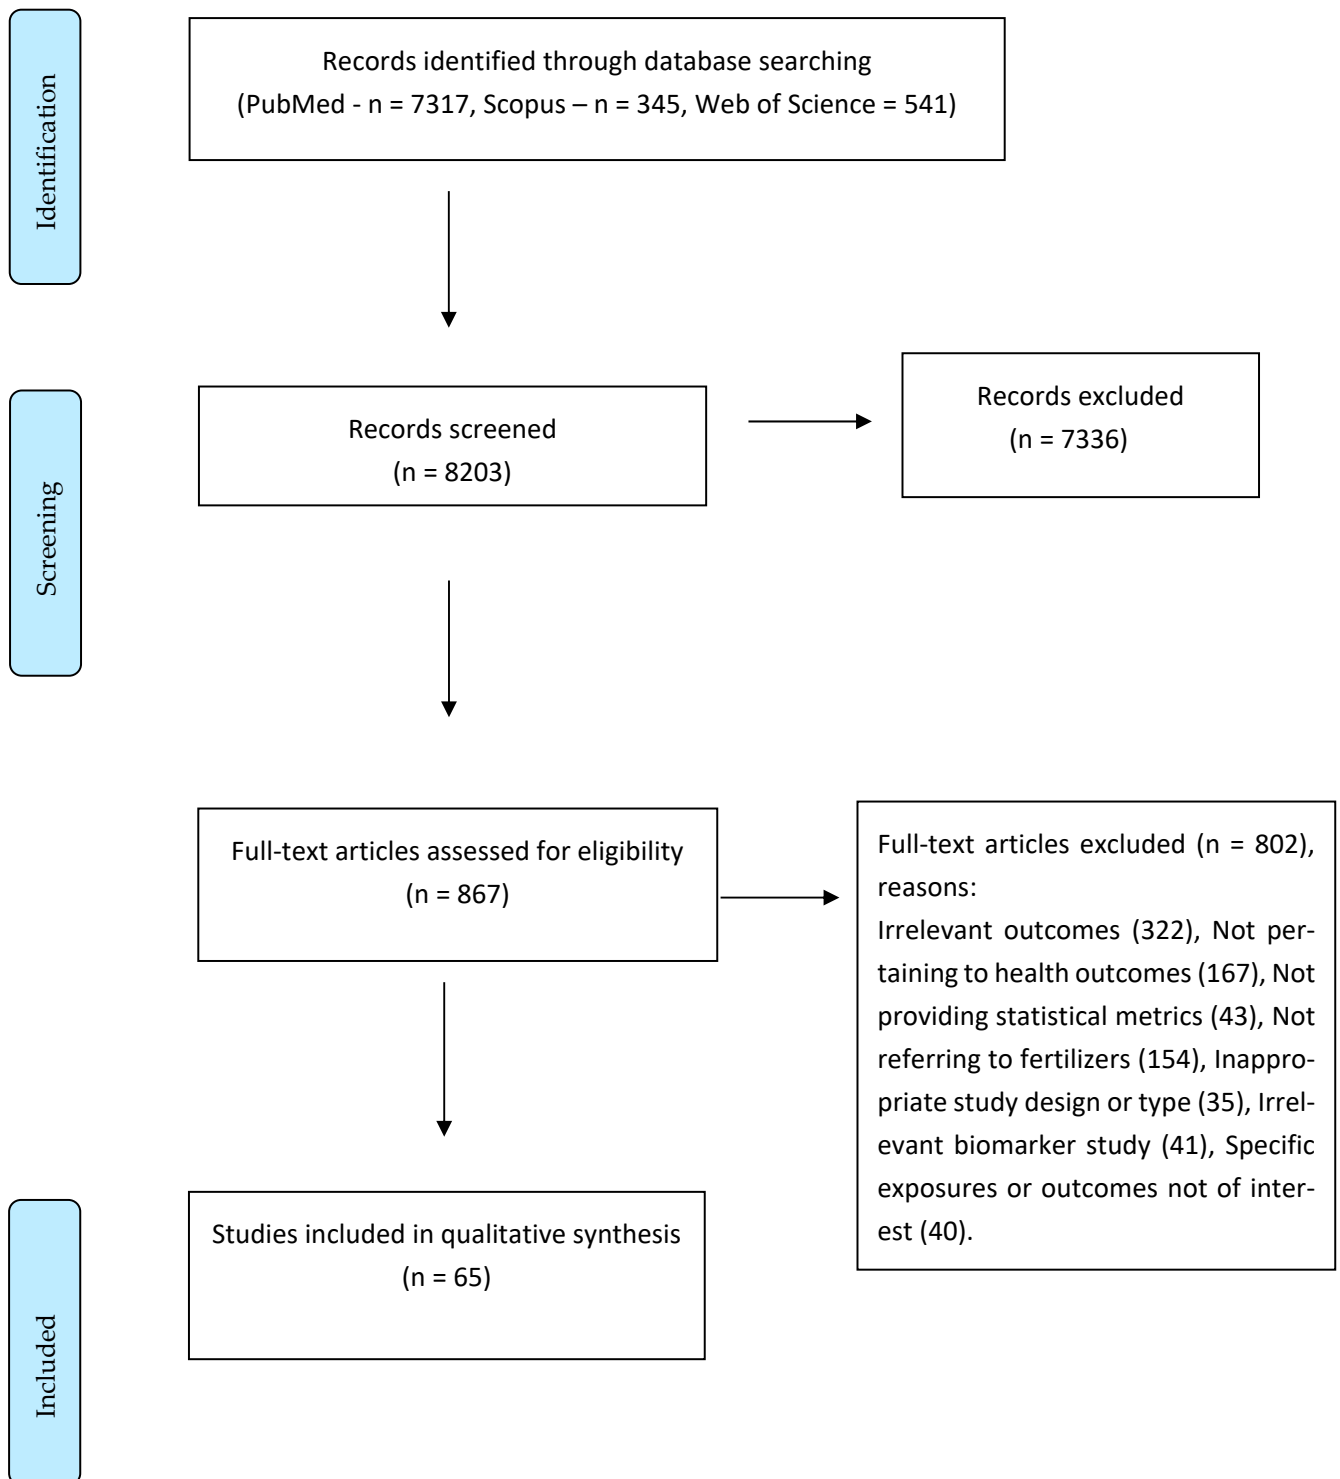 Identification
Records identified through database searching
(PubMed - n = 7317, Scopus – n = 345, Web of Science = 541)
Screening
Records screened
(n = 8203)
Records excluded
(n = 7336)
Full-text articles assessed for eligibility
(n = 867)
Full-text articles excluded (n = 802),
reasons:
Irrelevant outcomes (322), Not per-
taining to health outcomes (167), Not
providing statistical metrics (43), Not
referring to fertilizers (154), Inappro-
priate study design or type (35), Irrel-
evant biomarker study (41), Specific
exposures or outcomes not of inter-
est (40).
Included
Studies included in qualitative synthesis
(n = 65)